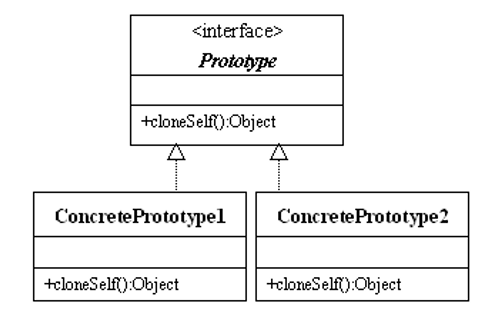 <interface>
Prototype
+cloneSelf():Object
ConcretePrototype1
ConcretePrototype2
+cloneSelf():Object
+cloneSelf():Object